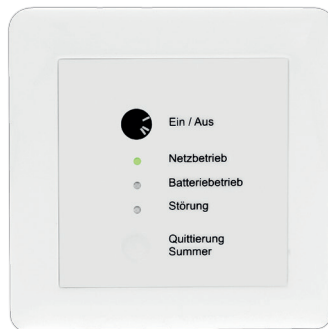 Ein / Aus
Netzbetrieb
Batteriebetrieb
Störung
Quittierung
Summer